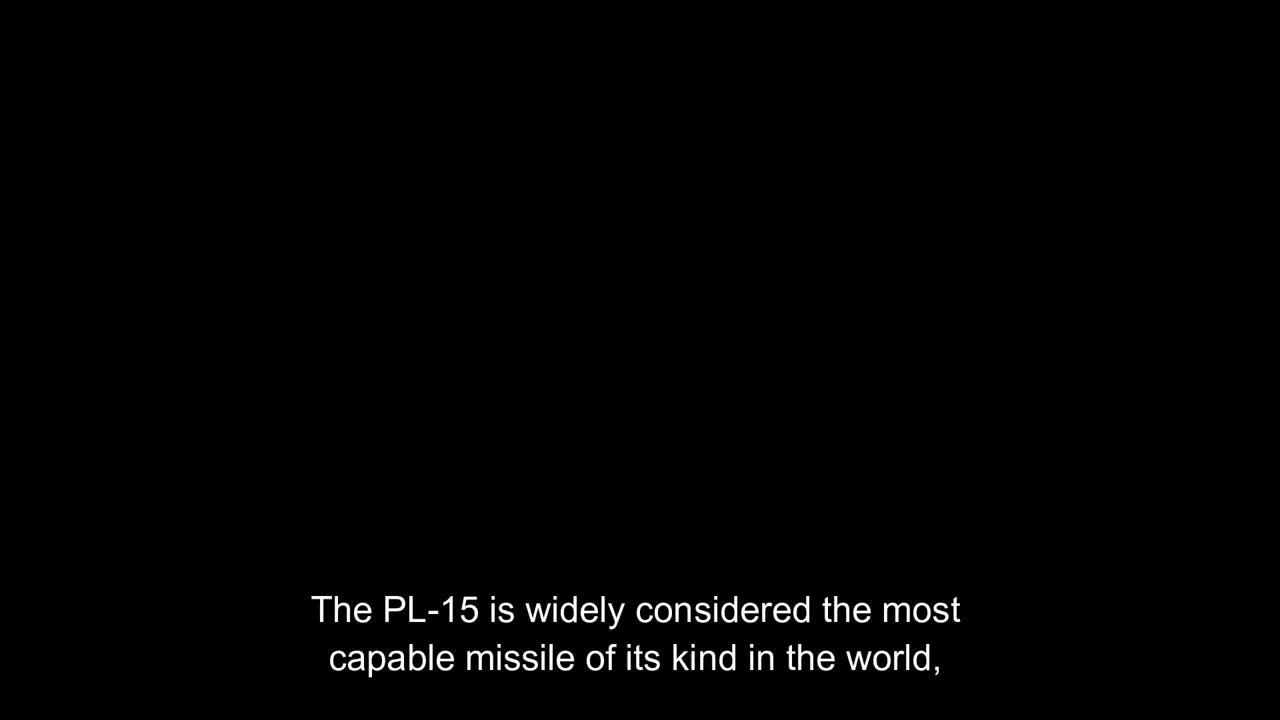 The PL-15 is widely considered the most
capable missile of its kind in the world,